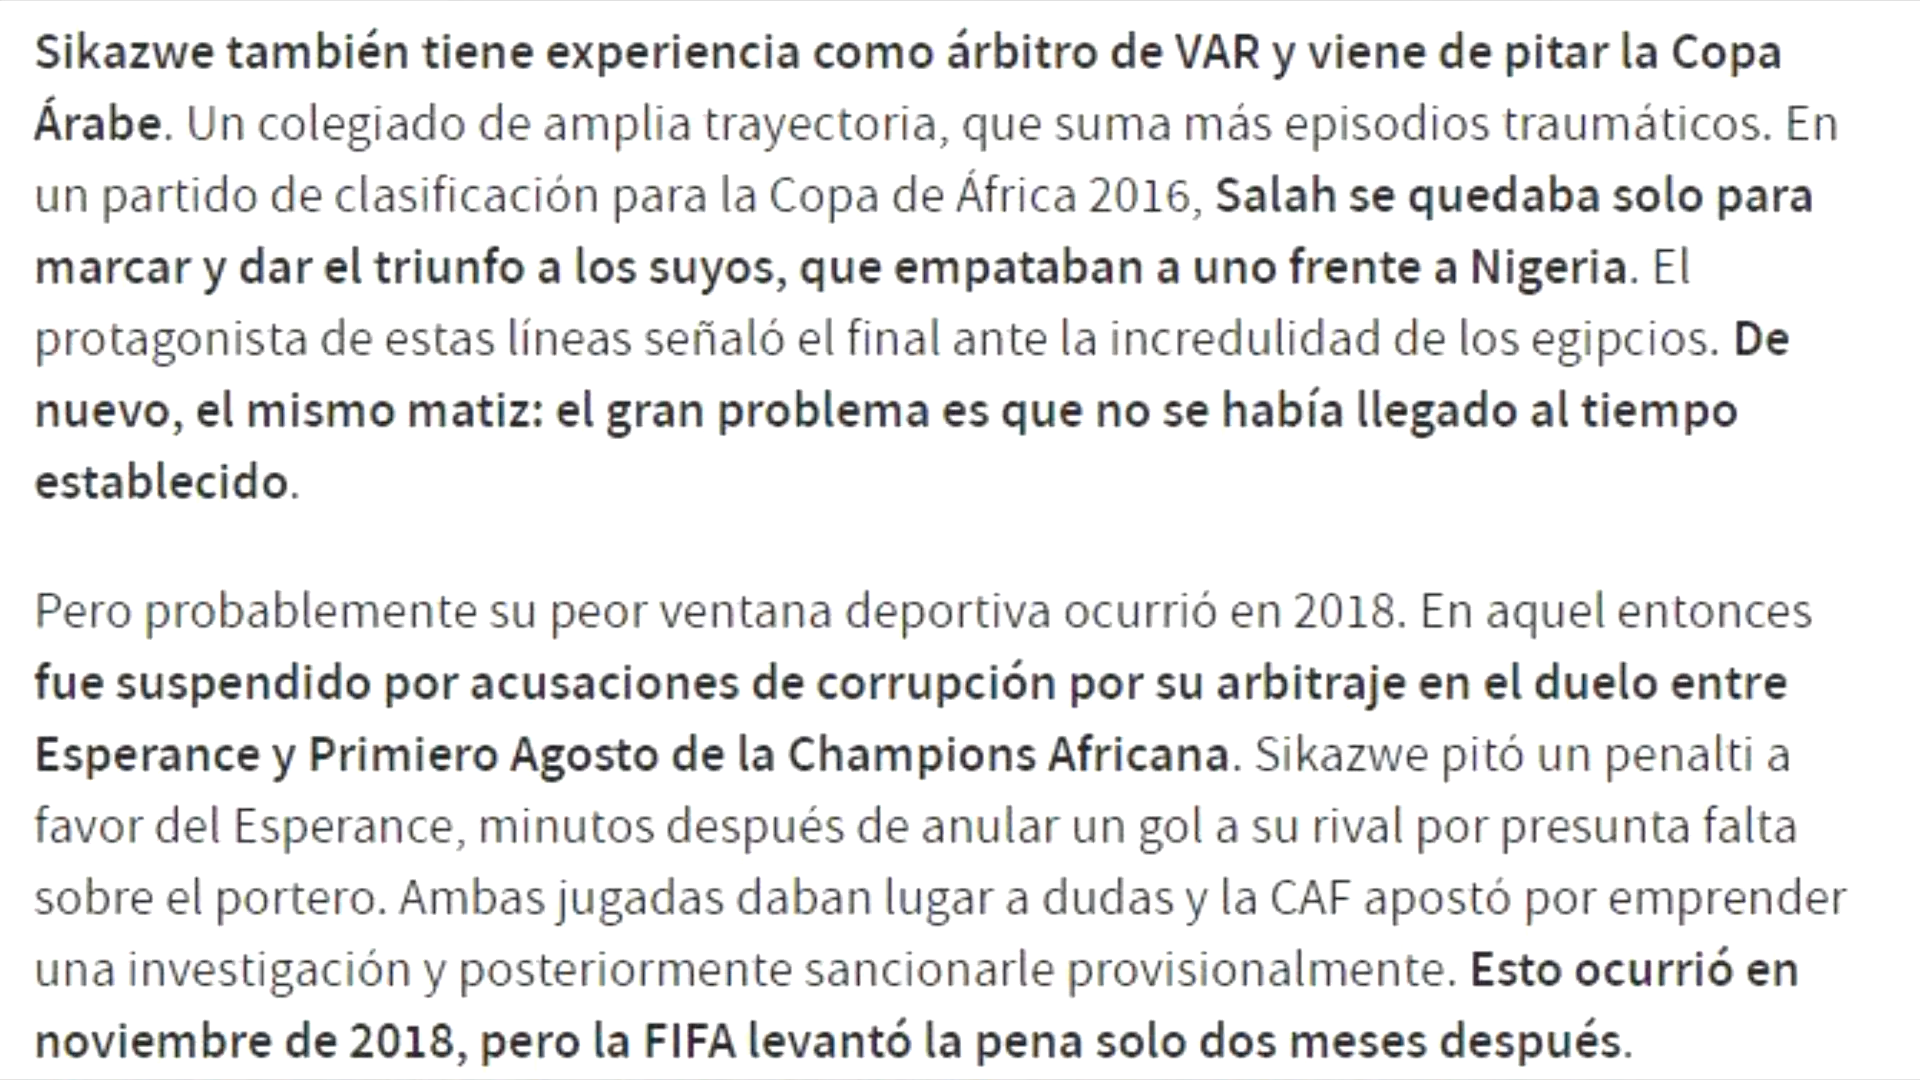 Sikazwe también tiene experiencia como árbitro de VAR y viene de pitar la Copa
Árabe. Un colegiado de amplia trayectoria, que suma más episodios traumáticos. En
un partido de clasificación para la Copa de África 2016, Salah se quedaba solo para
marcar y dar el triunfo a los suyos, que empataban a uno frente a Nigeria. El
protagonista de estas líneas señaló el final ante la incredulidad de los egipcios. De
nuevo, el mismo matiz: el gran problema es que no se había llegado al tiempo
establecido.
Pero probablemente su peor ventana deportiva ocurrió en 2018. En aquel entonces
fue suspendido por acusaciones de corrupción por su arbitraje en el duelo entre
Esperance y Primiero Agosto de la Champions Africana. Sikazwe pitó un penalti a
favor del Esperance, minutos después de anular un gol a su rival por presunta falta
sobre el portero. Ambas jugadas daban lugar a dudas y la CAF apostó por emprender
una investigación y posteriormente sancionarle provisionalmente. Esto ocurrió en
noviembre de 2018, pero la FIFA levantó la pena solo dos meses después.